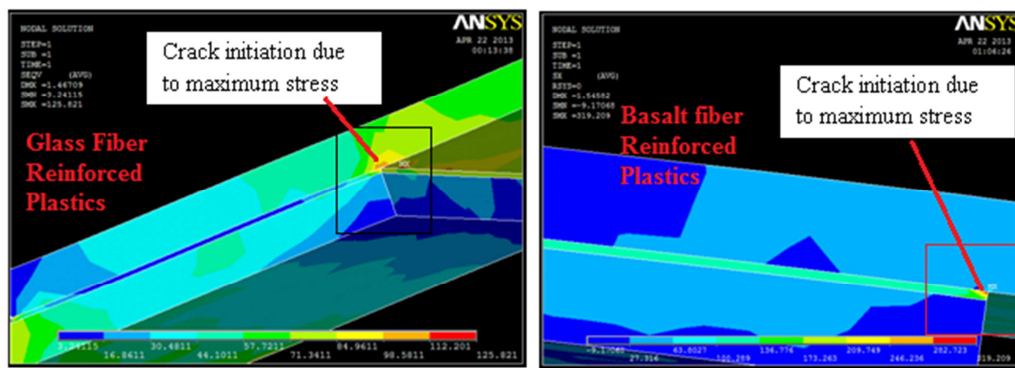 ANSYS
NODAL SOLUTION
APR 22 2013
00:13:38
STEP=1
SUB =1
TIME=1
SEQV (AVG)
DMX =1.46709
SMN =3.24115
SMX =125.821
Crack initiation due
to maximum stress
Glass Fiber
Reinforced
Plastics
MX
3.24115 30.4811 57.7211 84.9611 112.201
16.8611 44.1011 71.3411 98.5811 125.821
ANSYS
NODAL SOLUTION
APR 22 2013
01:06:26
STEP=1
SUB =1
TIME=1
SX (AVG)
RSYS=0
DMX =1.54582
SMN =-9.17068
SMX =319.209
Crack initiation due
to maximum stress
Basalt fiber
Reinforced
Plastics
MX
-9.17068 63.8027 136.776 209.749 282.723
27.316 100.289 173.263 246.236 319.209